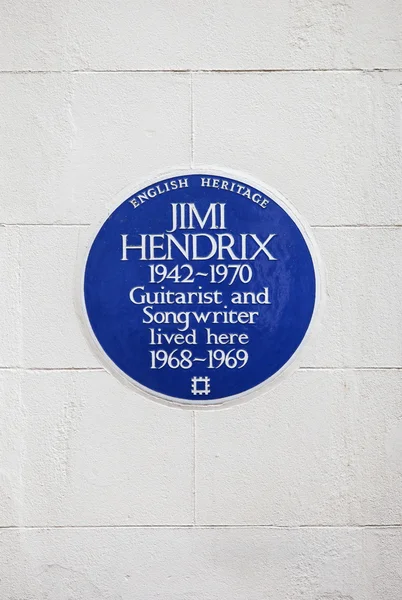 ENGLISH HERITAGE
JIMI
HENDRIX
1942~1970
Guitarist and
Songwriter
lived here
1968~1969